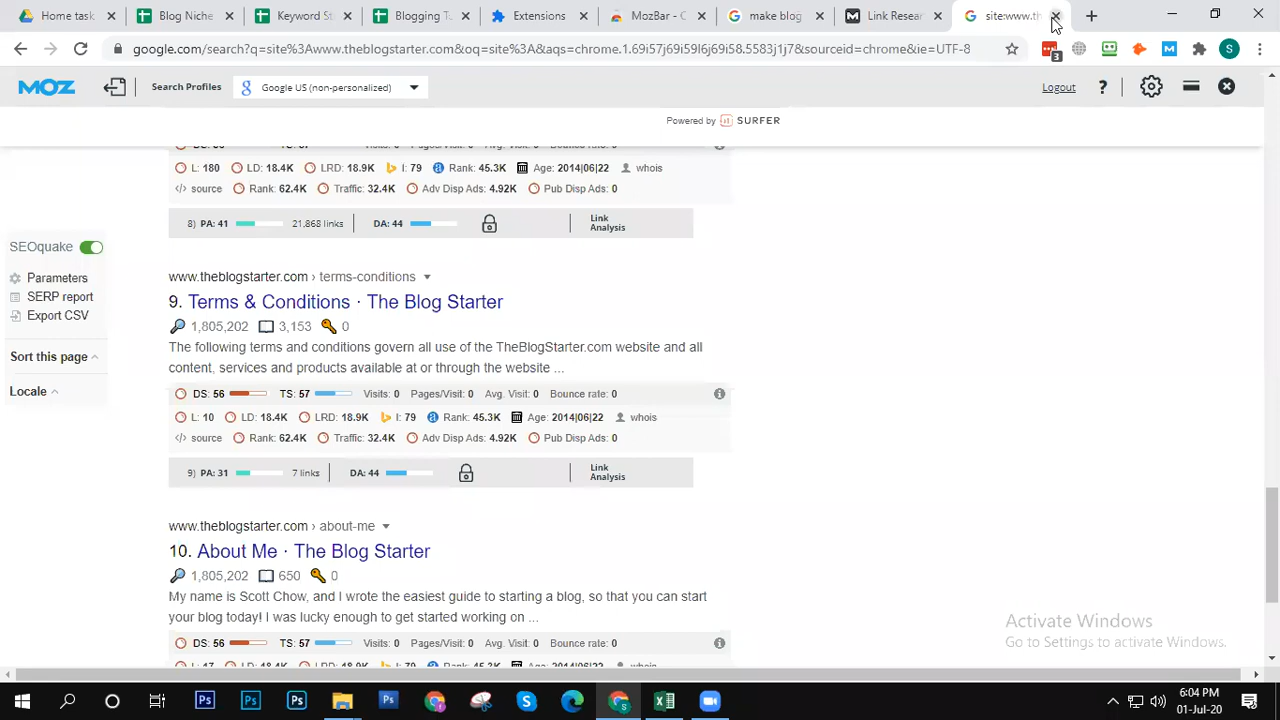 Home task
Blog Niche
Keyword St
Blogging To
Extensions
MozBar - C
make blog
Link Resear
site:www.th
google.com/search?q=site%3Awww.theblogstarter.com&oq=site%3A&aqs=chrome.1.69i57j69i59l6j69i58.5583j1j7&sourceid=chrome&ie=UTF-8
3
S
MOZ
Search Profiles
Google US (non-personalized)
Logout
?
Powered by SURFER
L: 180 LD: 18.4K LRD: 18.9K I: 79 Rank: 45.3K Age: 2014|06|22 whois
source Rank: 62.4K Traffic: 32.4K Adv Disp Ads: 4.92K Pub Disp Ads: 0
8) PA: 41 21,868 links DA: 44 Link Analysis
SEOquake
Parameters
SERP report
Export CSV
Sort this page
Locale
www.theblogstarter.com › terms-conditions
9. Terms & Conditions · The Blog Starter
1,805,202 3,153 0
The following terms and conditions govern all use of the TheBlogStarter.com website and all
content, services and products available at or through the website ...
DS: 56 TS: 57 Visits: 0 Pages/Visit: 0 Avg. Visit: 0 Bounce rate: 0
L: 10 LD: 18.4K LRD: 18.9K I: 79 Rank: 45.3K Age: 2014|06|22 whois
source Rank: 62.4K Traffic: 32.4K Adv Disp Ads: 4.92K Pub Disp Ads: 0
9) PA: 31 7 links DA: 44 Link Analysis
www.theblogstarter.com › about-me
10. About Me · The Blog Starter
1,805,202 650 0
My name is Scott Chow, and I wrote the easiest guide to starting a blog, so that you can start
your blog today! I was lucky enough to get started working on ...
DS: 56 TS: 57 Visits: 0 Pages/Visit: 0 Avg. Visit: 0 Bounce rate: 0
Activate Windows
Go to Settings to activate Windows.
6:04 PM
01-Jul-20